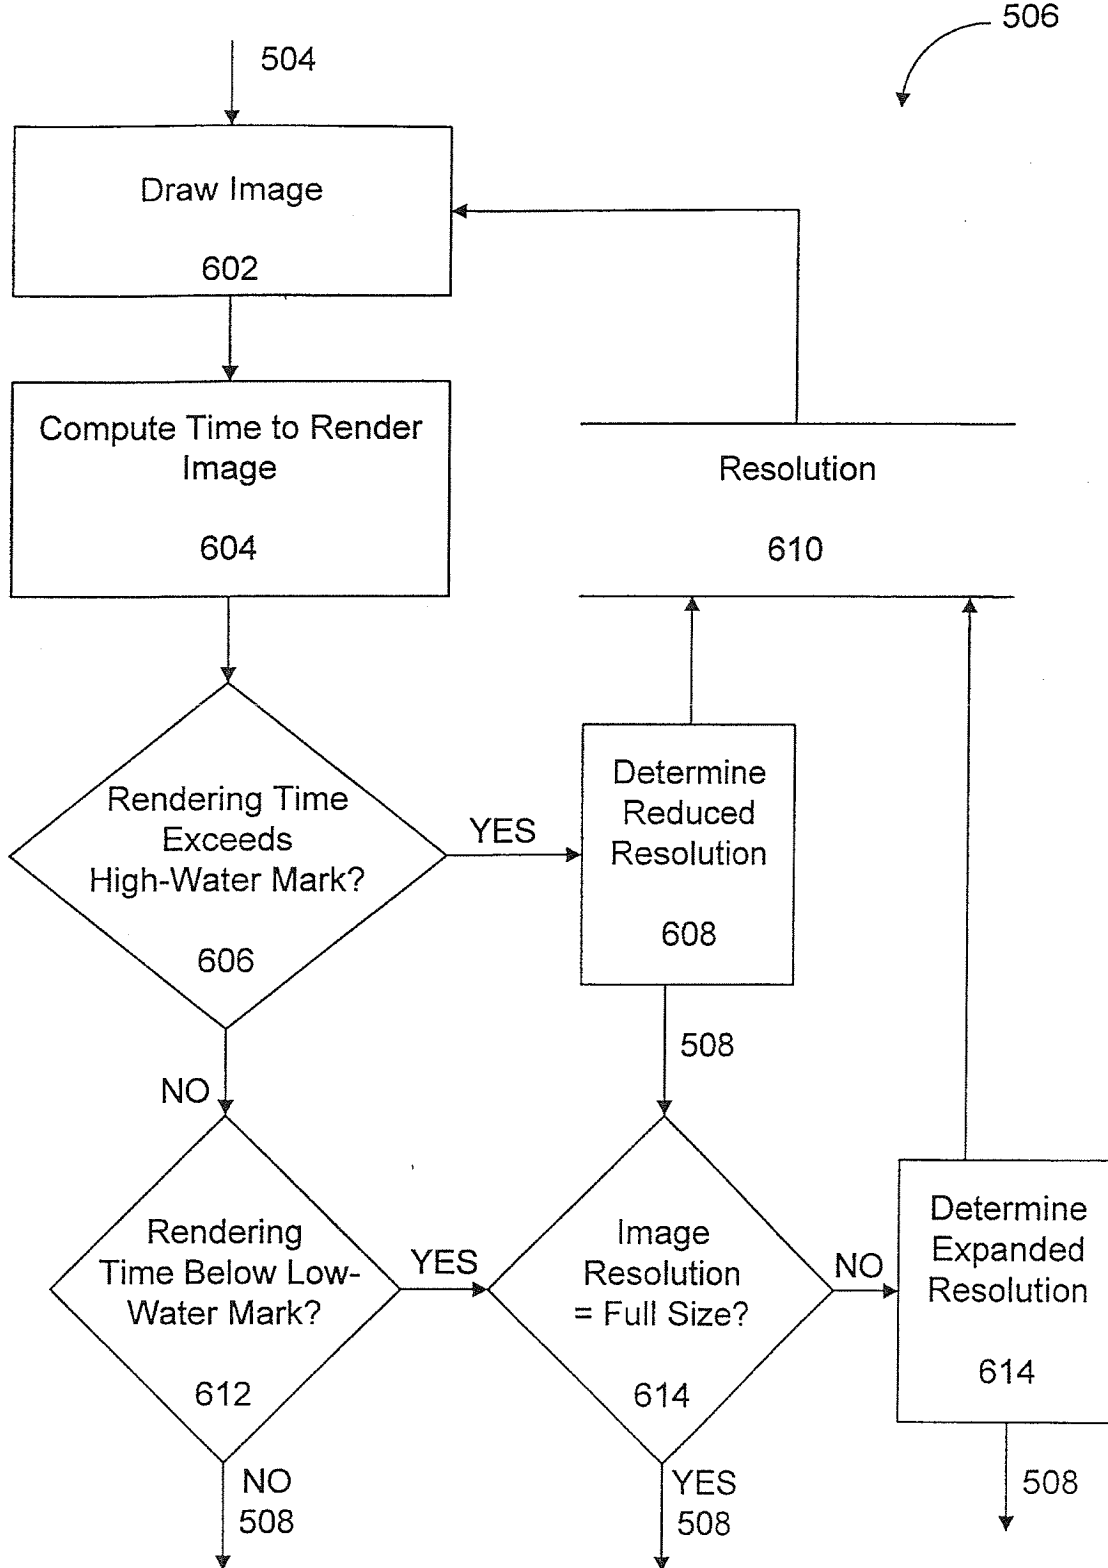 506
504
Draw Image
602
Compute Time to Render
Image
604
Resolution
610
Rendering Time
Exceeds
High-Water Mark?
606
YES
Determine
Reduced
Resolution
608
508
NO
Rendering
Time Below Low-
Water Mark?
612
YES
Image
Resolution
= Full Size?
614
NO
Determine
Expanded
Resolution
614
NO
508
YES
508
508